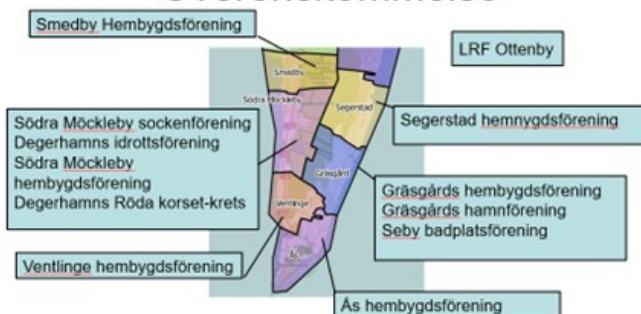 Överenskommelse
Smedby Hembygdsförening
LRF Ottenby
Smedby
Södra Möckleby
Segerstad
Segerstad hemnygdsförening
Södra Möckleby sockenförening
Degerhamns idrottsförening
Södra Möckleby
hembygdsförening
Degerhamns Röda korset-krets
Gräsgård
Gräsgårds hembygdsförening
Gräsgårds hamnförening
Seby badplatsförening
Ventlinge
Ventlinge hembygdsförening
Ås
Ås hembygdsförening